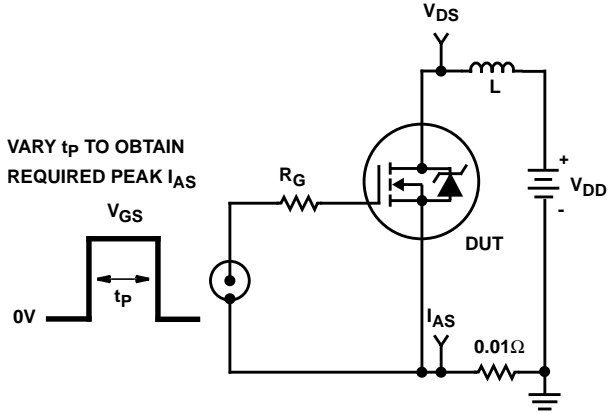 VDS
L
VARY tP TO OBTAIN
REQUIRED PEAK IAS
RG
+
VDD
-
VGS
DUT
tP
0V
IAS
0.01Ω